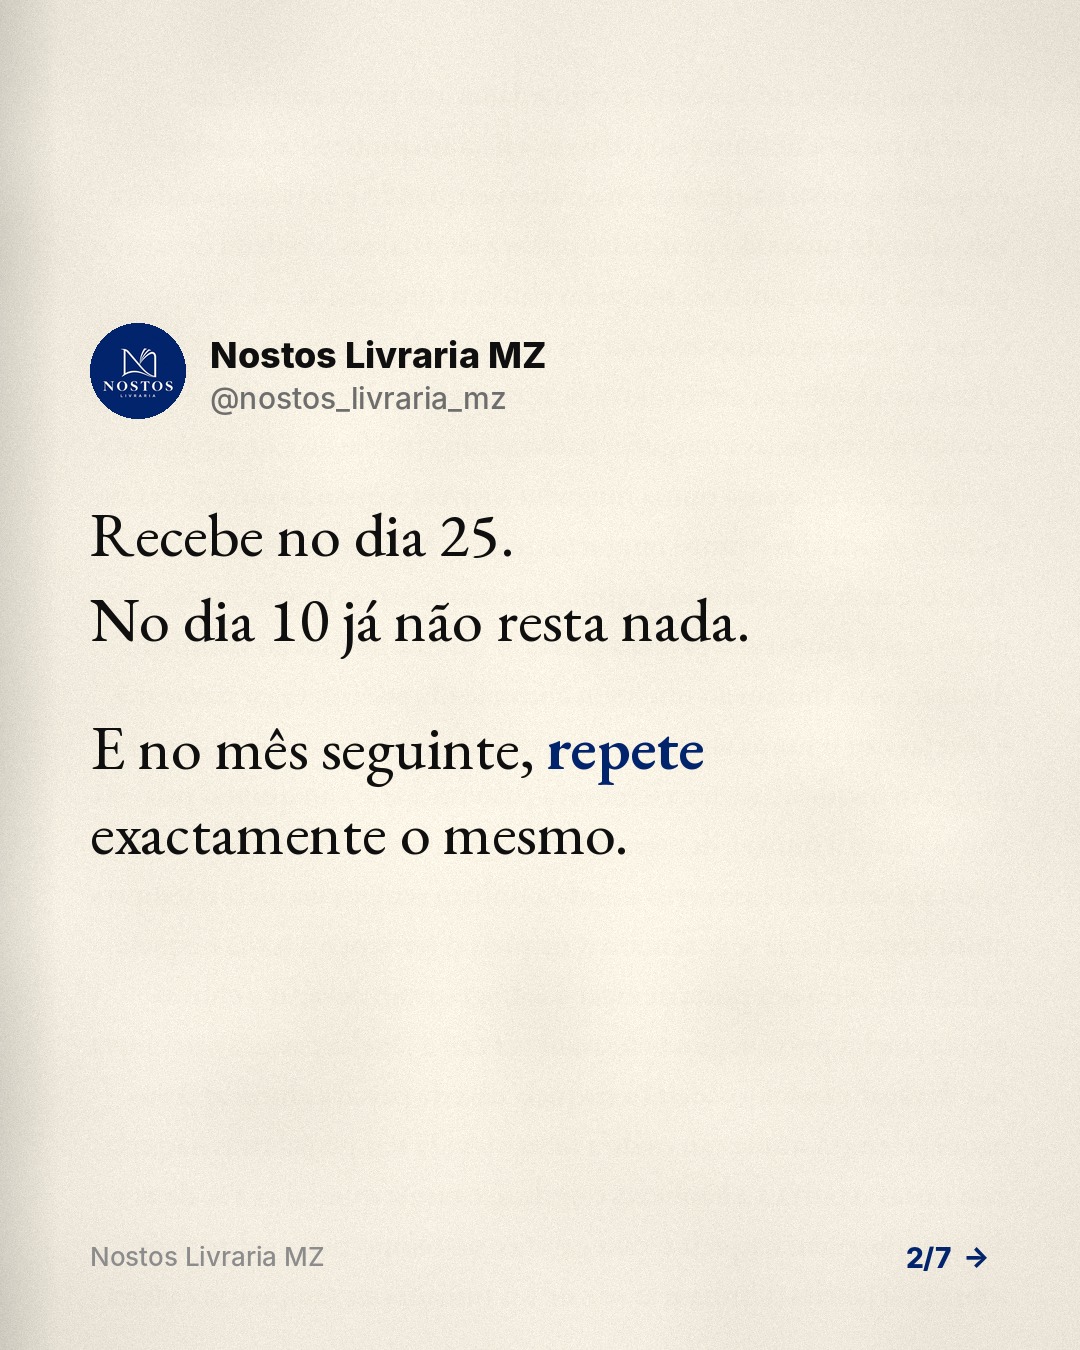 NOSTOS
LIVRARIA
Nostos Livraria MZ
@nostos_livraria_mz
Recebe no dia 25.
No dia 10 já não resta nada.
E no mês seguinte, repete
exactamente o mesmo.
Nostos Livraria MZ
2/7 →